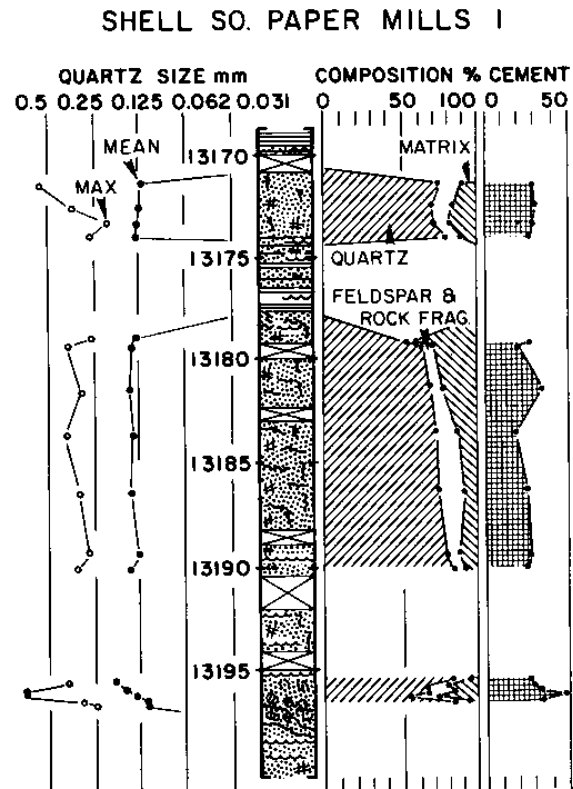 SHELL SO. PAPER MILLS I
QUARTZ SIZE mm
COMPOSITION % CEMENT
0.5 0.25 0.125 0.062 0.031
0 50 100 0 50
MEAN
MAX
MATRIX
13170
13175
QUARTZ
FELDSPAR &
ROCK FRAG.
13180
13185
13190
13195